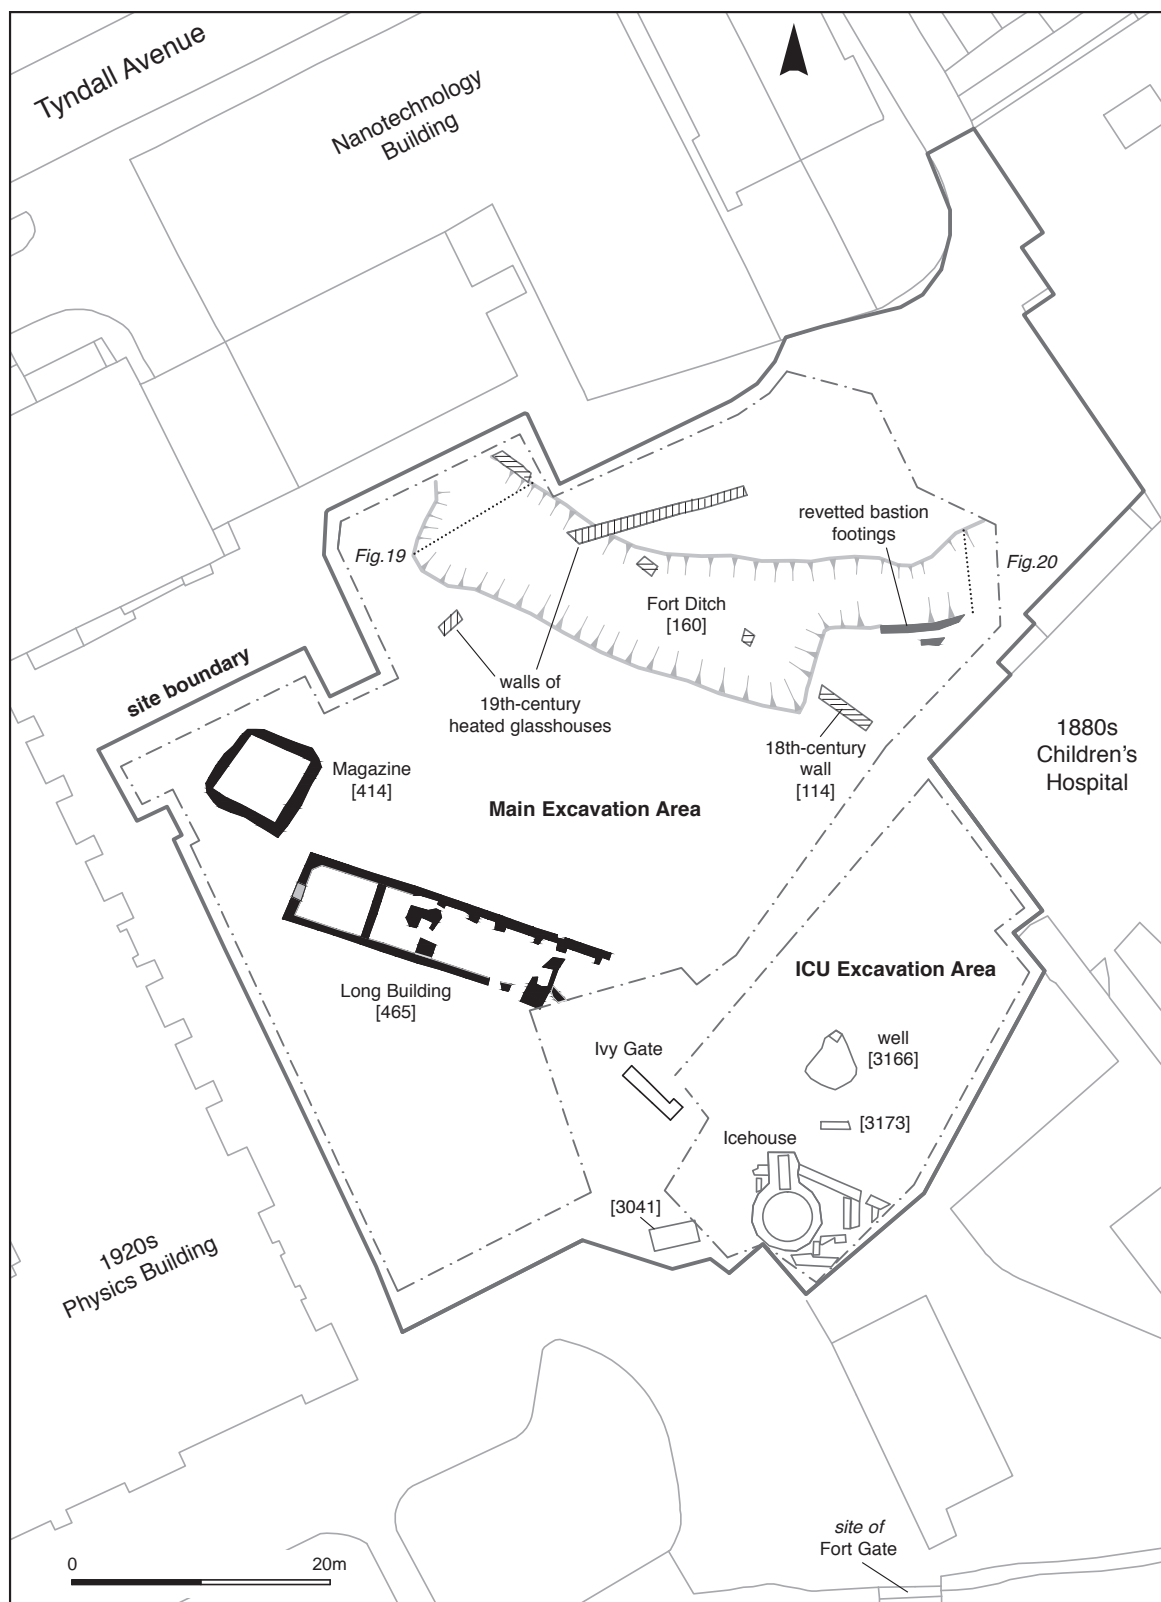 Tyndall Avenue
Nanotechnology
Building
revetted bastion
footings
Fig.19
Fig.20
Fort Ditch
[160]
site boundary
walls of
19th-century
heated glasshouses
18th-century
wall
[114]
1880s
Children's
Hospital
Magazine
[414]
Main Excavation Area
ICU Excavation Area
Long Building
[465]
Ivy Gate
well
[3166]
[3173]
Icehouse
[3041]
1920s
Physics Building
site of
Fort Gate
0 20m